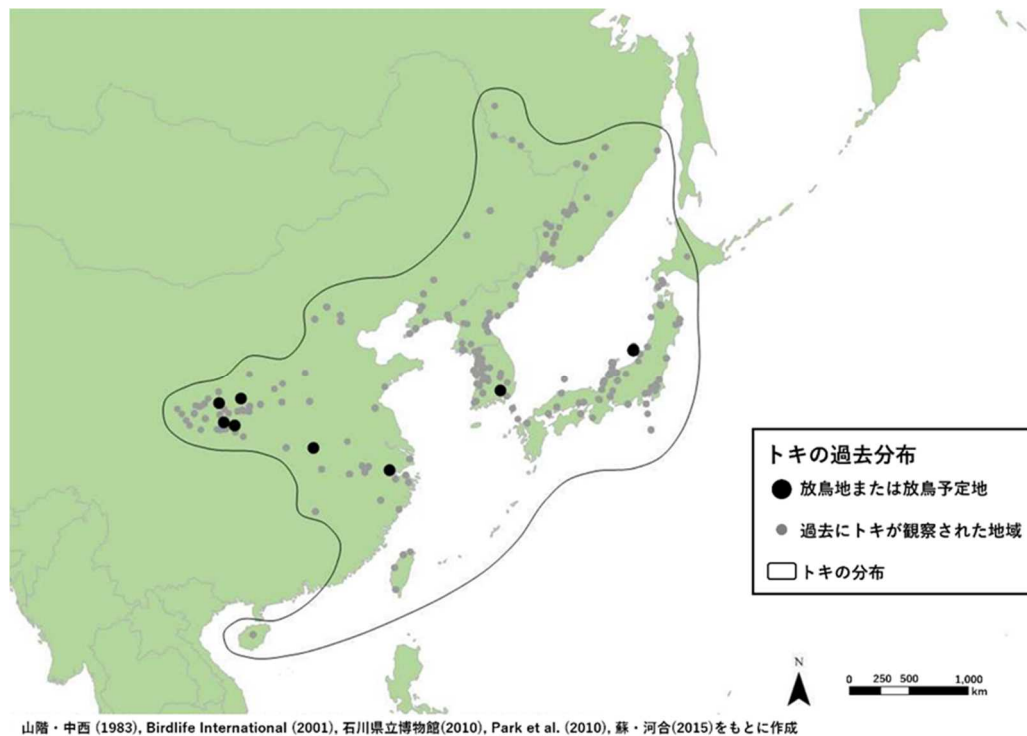 トキの過去分布
放鳥地または放鳥予定地
過去にトキが観察された地域
トキの分布
N
0 250 500 1,000
km
山階・中西 (1983), Birdlife International (2001), 石川県立博物館(2010), Park et al. (2010), 蘇・河合(2015)をもとに作成